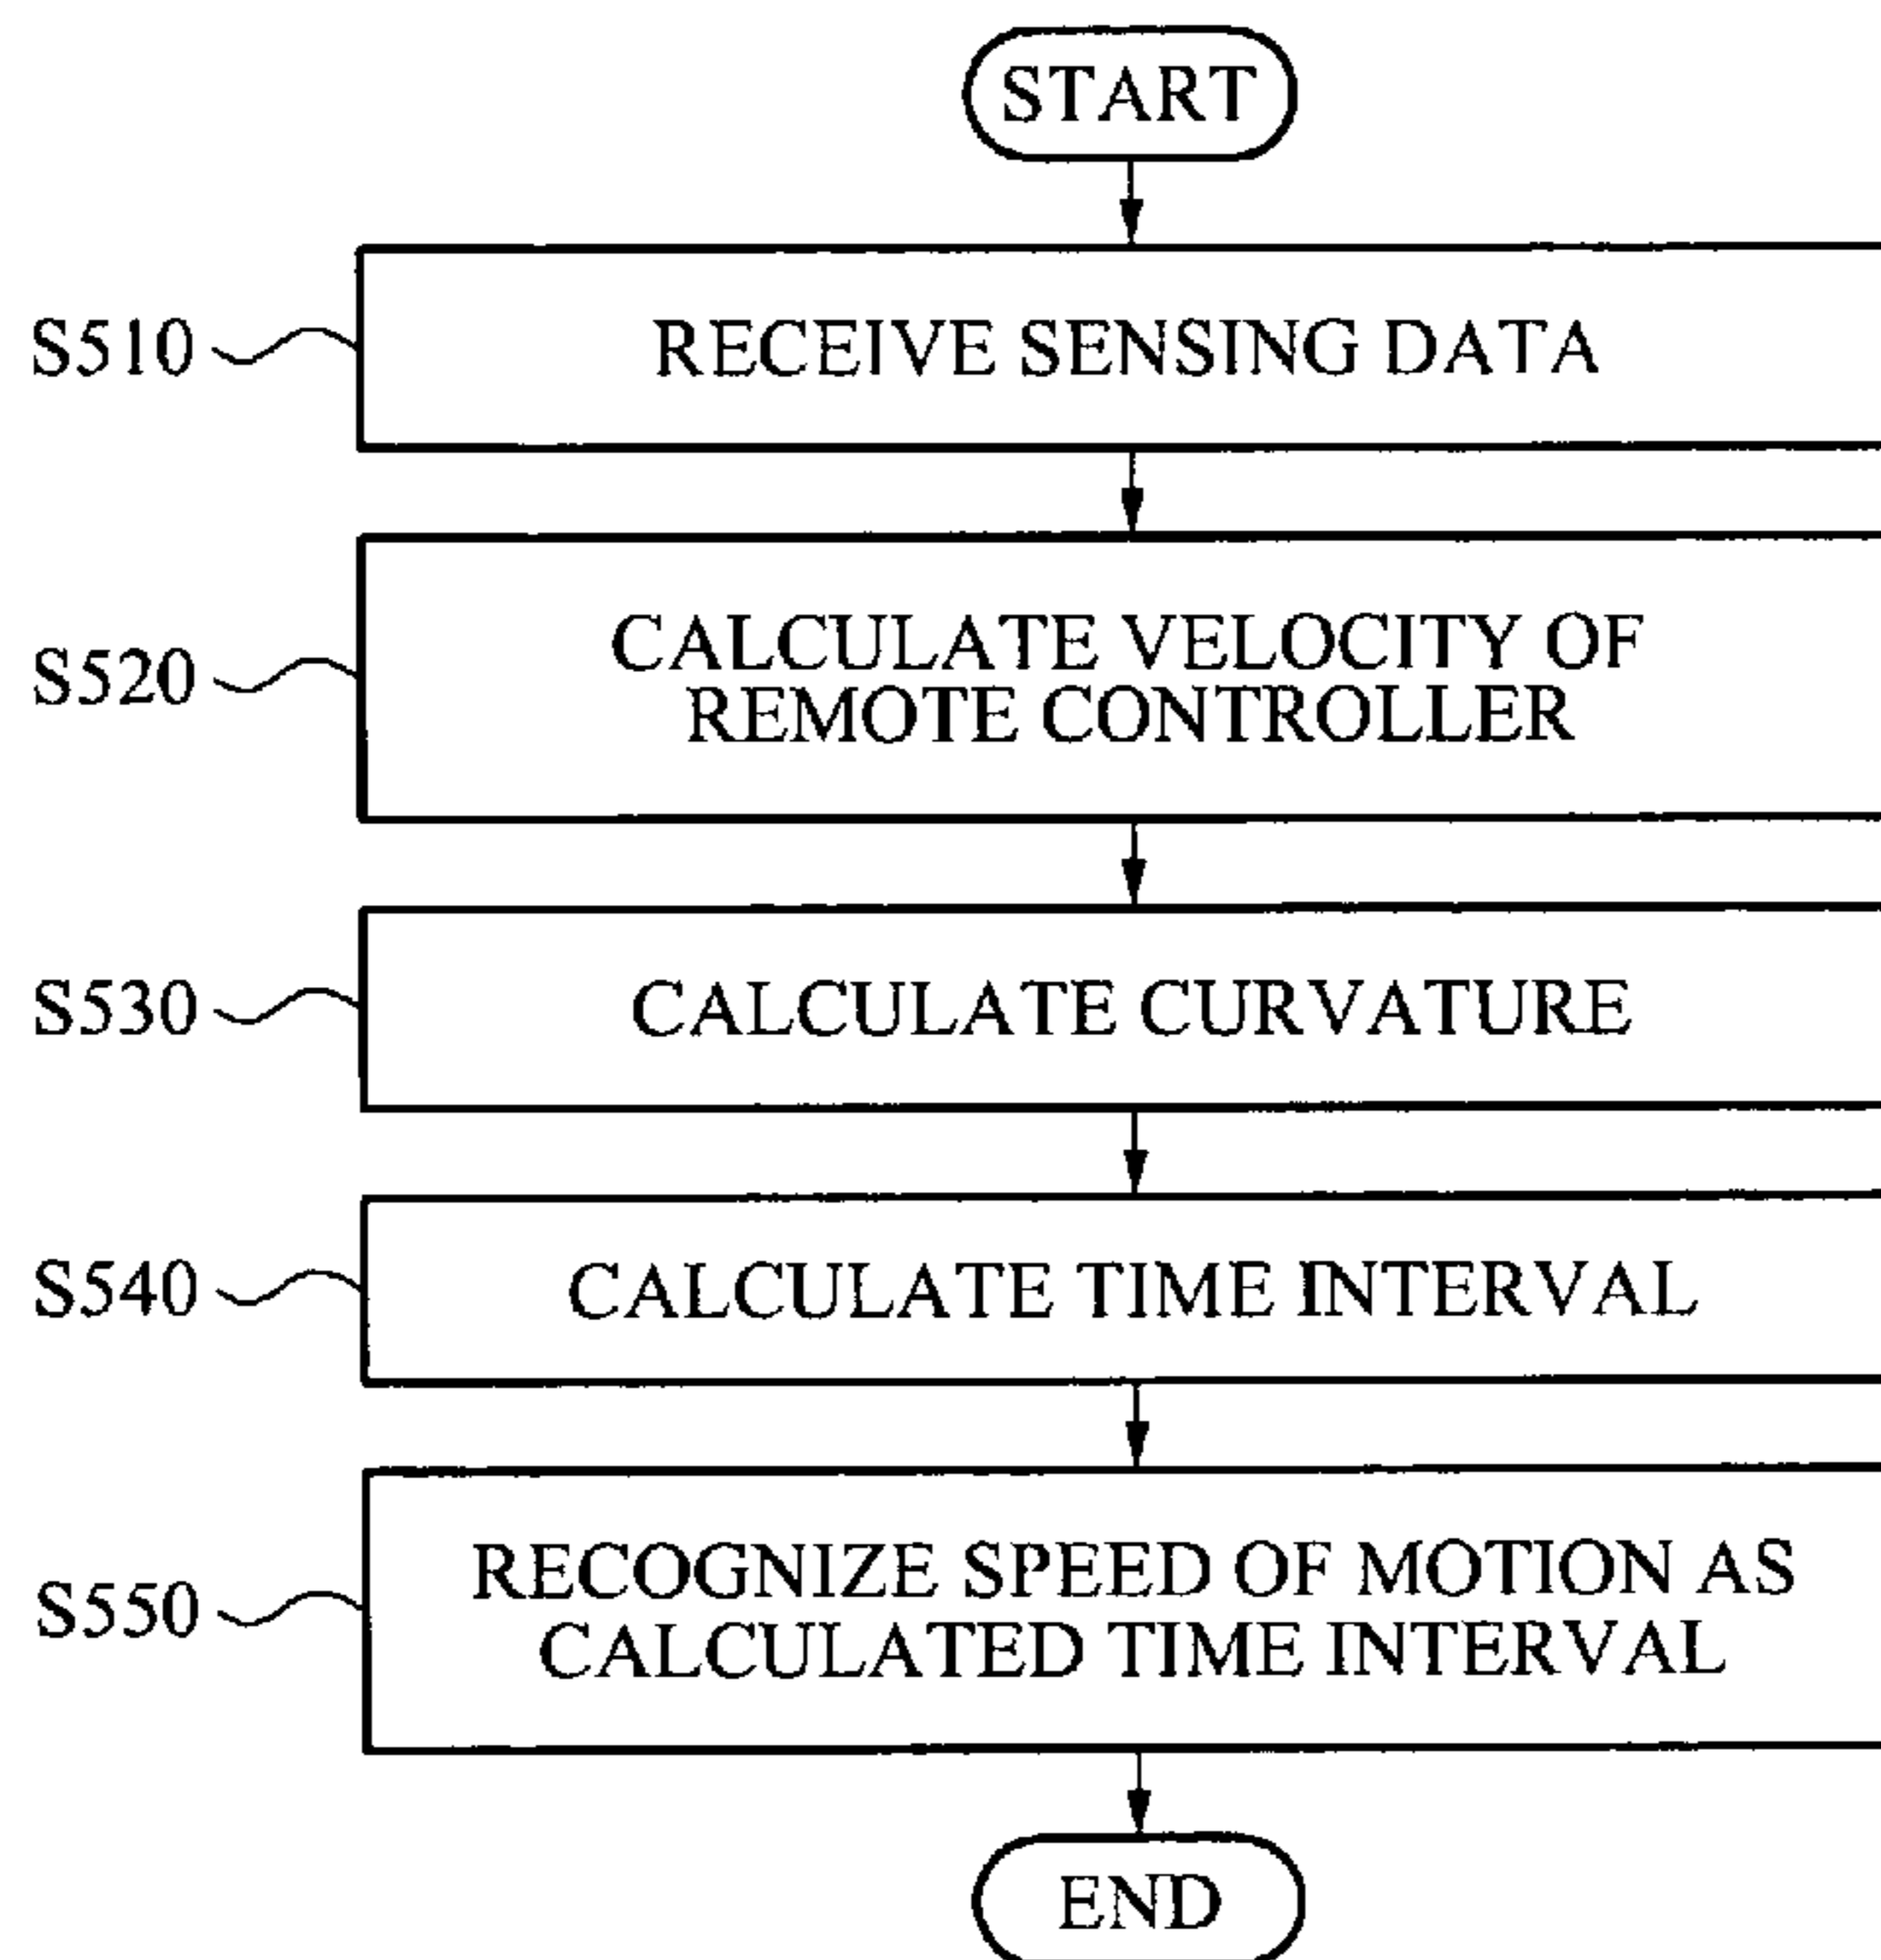 START
S510
RECEIVE SENSING DATA
S520
CALCULATE VELOCITY OF
REMOTE CONTROLLER
S530
CALCULATE CURVATURE
S540
CALCULATE TIME INTERVAL
S550
RECOGNIZE SPEED OF MOTION AS
CALCULATED TIME INTERVAL
END